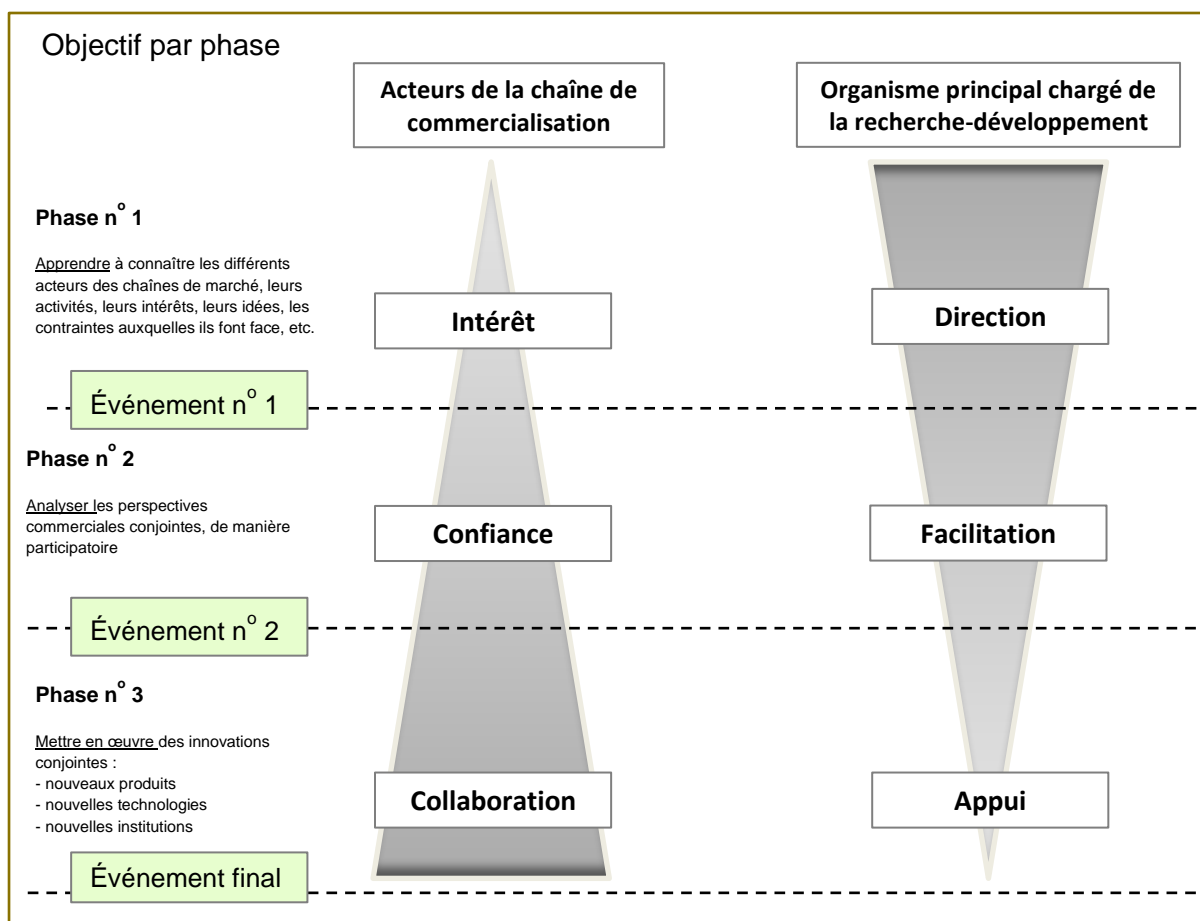 Objectif par phase
Acteurs de la chaîne de
commercialisation
Organisme principal chargé de
la recherche-développement
Phase n° 1
Apprendre à connaître les différents
acteurs des chaînes de marché, leurs
activités, leurs intérêts, leurs idées, les
contraintes auxquelles ils font face, etc.
Intérêt
Direction
Événement n° 1
Phase n° 2
Analyser les perspectives
commerciales conjointes, de manière
participatoire
Confiance
Facilitation
Événement n° 2
Phase n° 3
Mettre en œuvre des innovations
conjointes :
- nouveaux produits
- nouvelles technologies
- nouvelles institutions
Collaboration
Appui
Événement final